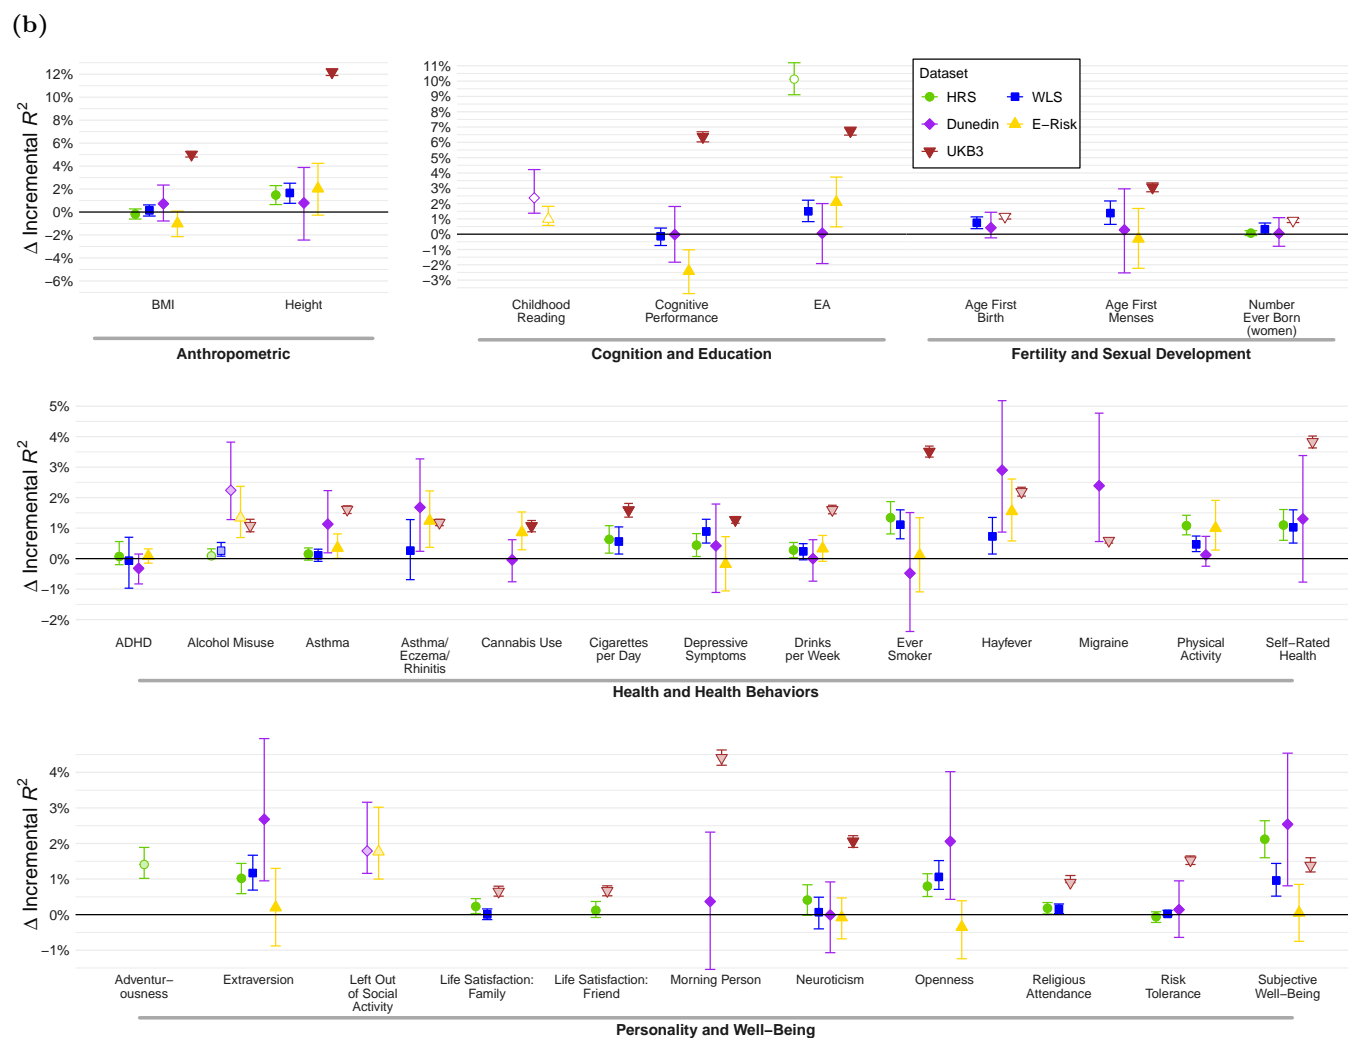 (b)
Δ Incremental R²
12%
10%
8%
6%
4%
2%
0%
−2%
−4%
−6%
BMI
Height
Anthropometric
11%
10%
9%
8%
7%
6%
5%
4%
3%
2%
1%
0%
−1%
−2%
−3%
Dataset
HRS
WLS
Dunedin
E−Risk
UKB3
Childhood
Reading
Cognitive
Performance
EA
Cognition and Education
Age First
Birth
Age First
Menses
Number
Ever Born
(women)
Fertility and Sexual Development
Δ Incremental R²
5%
4%
3%
2%
1%
0%
−1%
−2%
ADHD
Alcohol Misuse
Asthma
Asthma/
Eczema/
Rhinitis
Cannabis Use
Cigarettes
per Day
Depressive
Symptoms
Drinks
per Week
Ever
Smoker
Hayfever
Migraine
Physical
Activity
Self−Rated
Health
Health and Health Behaviors
Δ Incremental R²
4%
3%
2%
1%
0%
−1%
Adventur−
ousness
Extraversion
Left Out
of Social
Activity
Life Satisfaction:
Family
Life Satisfaction:
Friend
Morning Person
Neuroticism
Openness
Religious
Attendance
Risk
Tolerance
Subjective
Well−Being
Personality and Well−Being